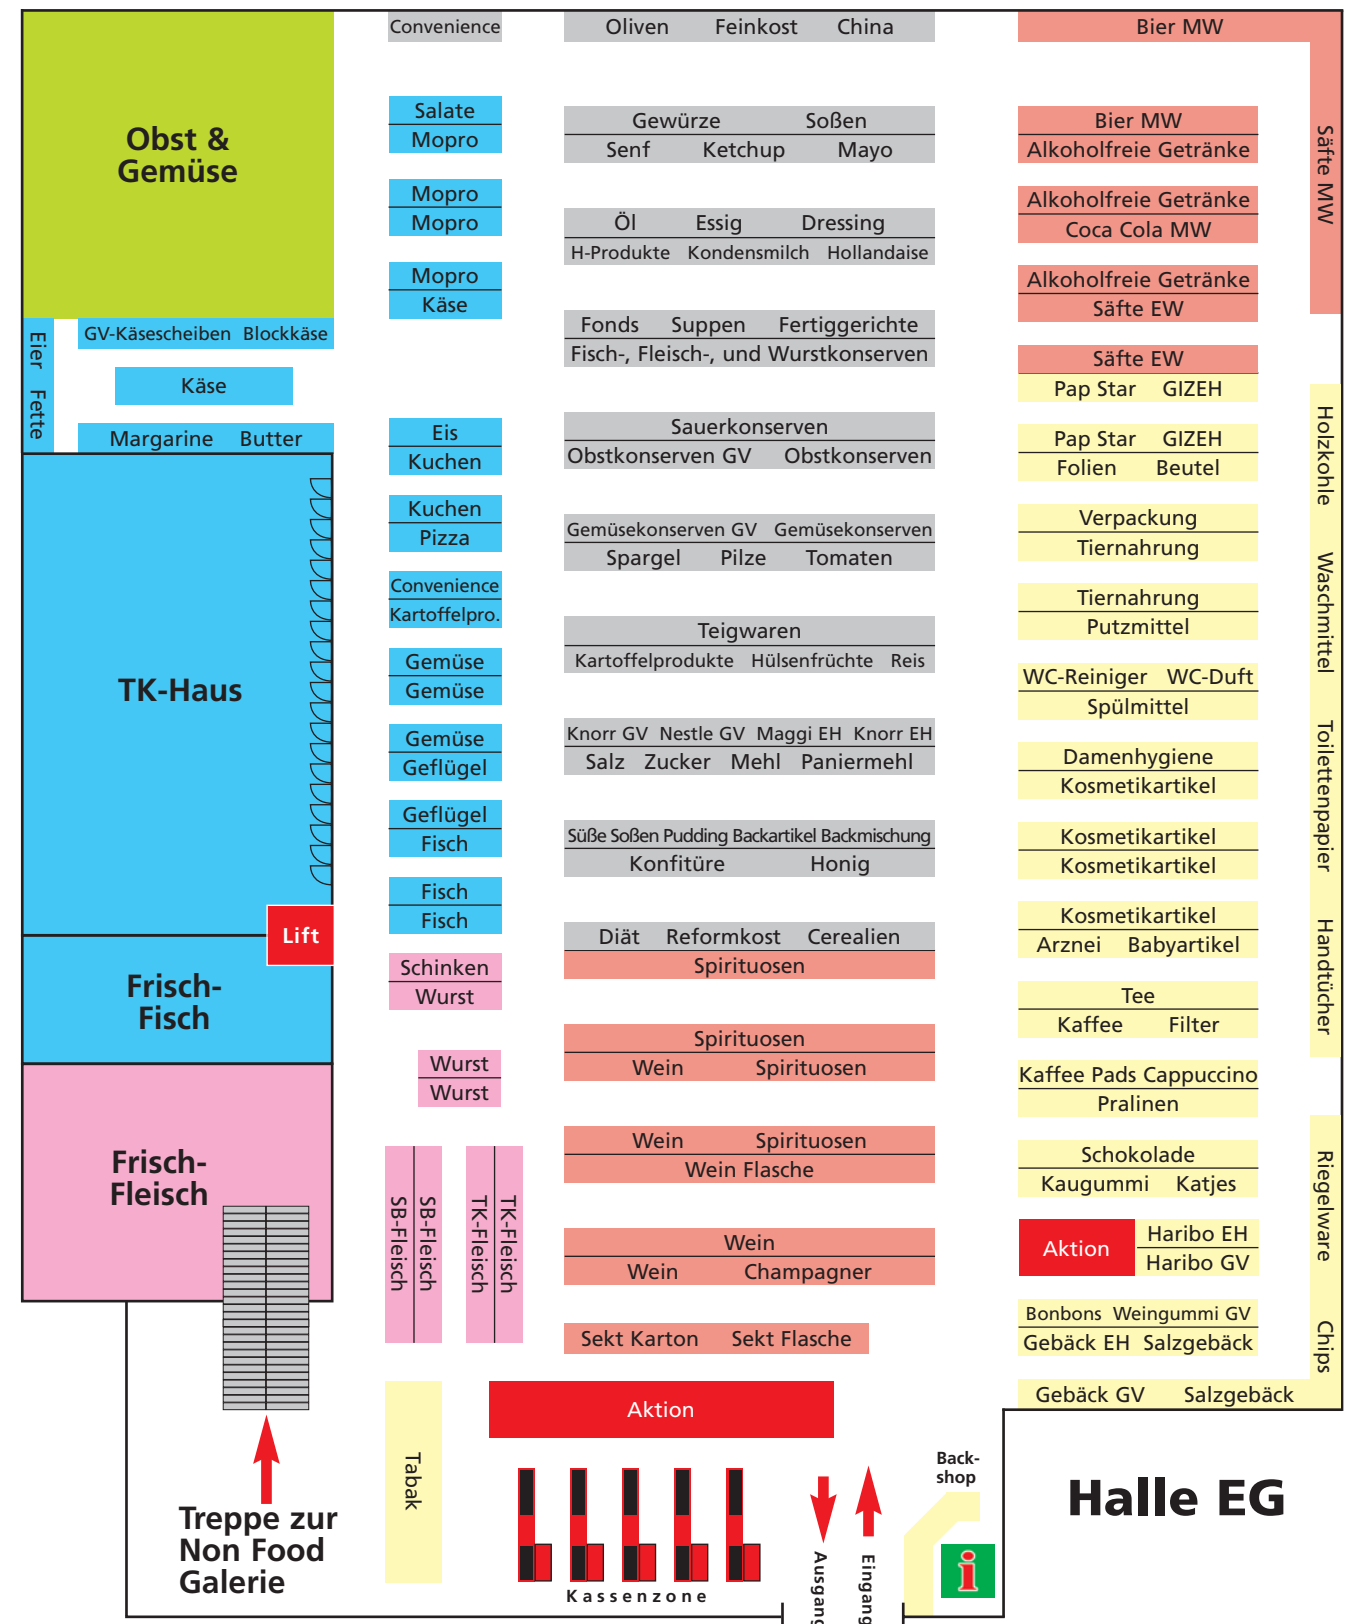 Obst &
Gemüse
Eier Fette
GV-Käsescheiben Blockkäse
Käse
Margarine Butter
TK-Haus
Lift
Frisch-
Fisch
Frisch-
Fleisch
Treppe zur
Non Food
Galerie
Convenience
Salate
Mopro
Mopro
Mopro
Mopro
Käse
Eis
Kuchen
Kuchen
Pizza
Convenience
Kartoffelpro.
Gemüse
Gemüse
Gemüse
Geflügel
Geflügel
Fisch
Fisch
Fisch
Schinken
Wurst
Wurst
Wurst
SB-Fleisch
SB-Fleisch
TK-Fleisch
TK-Fleisch
Tabak
Oliven Feinkost China
Gewürze Soßen
Senf Ketchup Mayo
Öl Essig Dressing
H-Produkte Kondensmilch Hollandaise
Fonds Suppen Fertiggerichte
Fisch-, Fleisch-, und Wurstkonserven
Sauerkonserven
Obstkonserven GV Obstkonserven
Gemüsekonserven GV Gemüsekonserven
Spargel Pilze Tomaten
Teigwaren
Kartoffelprodukte Hülsenfrüchte Reis
Knorr GV Nestle GV Maggi EH Knorr EH
Salz Zucker Mehl Paniermehl
Süße Soßen Pudding Backartikel Backmischung
Konfitüre Honig
Diät Reformkost Cerealien
Spirituosen
Spirituosen
Wein Spirituosen
Wein Spirituosen
Wein Flasche
Wein
Wein Champagner
Sekt Karton Sekt Flasche
Aktion
Kassenzone
Ausgang
Eingang
Back-
shop
i
Bier MW
Säfte MW
Bier MW
Alkoholfreie Getränke
Alkoholfreie Getränke
Coca Cola MW
Alkoholfreie Getränke
Säfte EW
Säfte EW
Pap Star GIZEH
Pap Star GIZEH
Folien Beutel
Verpackung
Tiernahrung
Tiernahrung
Putzmittel
WC-Reiniger WC-Duft
Spülmittel
Damenhygiene
Kosmetikartikel
Kosmetikartikel
Kosmetikartikel
Kosmetikartikel
Arznei Babyartikel
Tee
Kaffee Filter
Kaffee Pads Cappuccino
Pralinen
Schokolade
Kaugummi Katjes
Aktion
Haribo EH
Haribo GV
Bonbons Weingummi GV
Gebäck EH Salzgebäck
Gebäck GV Salzgebäck
Holzkohle Waschmittel Toilettenpapier Handtücher
Riegelware Chips
Halle EG